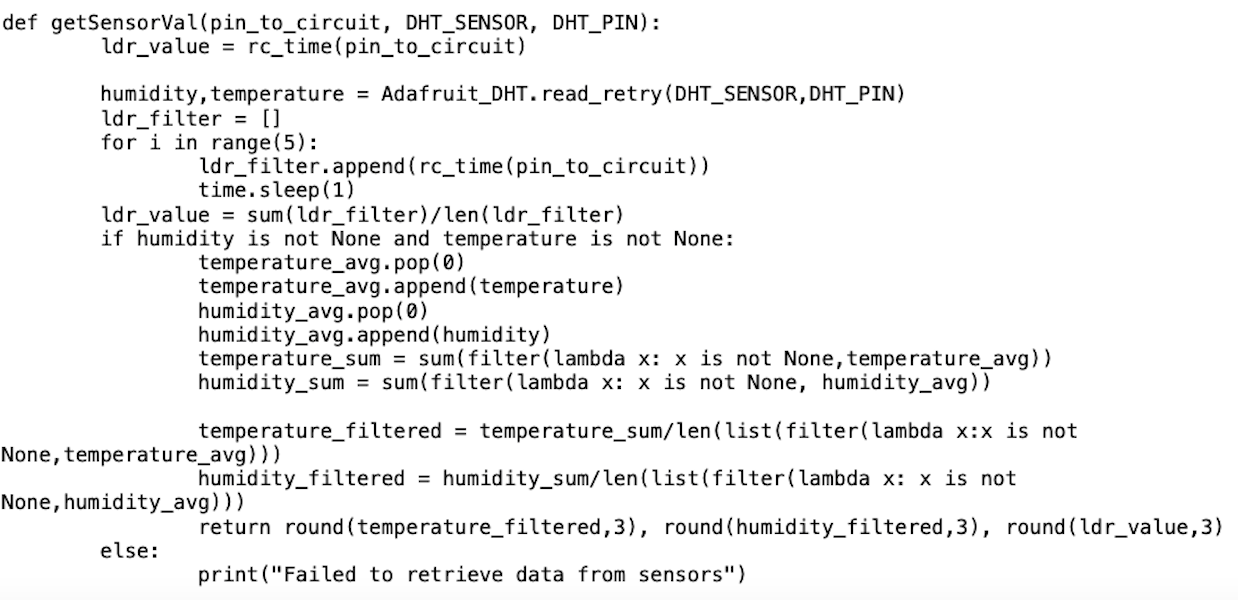 def getSensorVal(pin_to_circuit, DHT_SENSOR, DHT_PIN):
        ldr_value = rc_time(pin_to_circuit)

        humidity,temperature = Adafruit_DHT.read_retry(DHT_SENSOR,DHT_PIN)
        ldr_filter = []
        for i in range(5):
                ldr_filter.append(rc_time(pin_to_circuit))
                time.sleep(1)
        ldr_value = sum(ldr_filter)/len(ldr_filter)
        if humidity is not None and temperature is not None:
                temperature_avg.pop(0)
                temperature_avg.append(temperature)
                humidity_avg.pop(0)
                humidity_avg.append(humidity)
                temperature_sum = sum(filter(lambda x: x is not None,temperature_avg))
                humidity_sum = sum(filter(lambda x: x is not None, humidity_avg))

                temperature_filtered = temperature_sum/len(list(filter(lambda x:x is not
None,temperature_avg)))
                humidity_filtered = humidity_sum/len(list(filter(lambda x: x is not
None,humidity_avg)))
                return round(temperature_filtered,3), round(humidity_filtered,3), round(ldr_value,3)
        else:
                print("Failed to retrieve data from sensors")